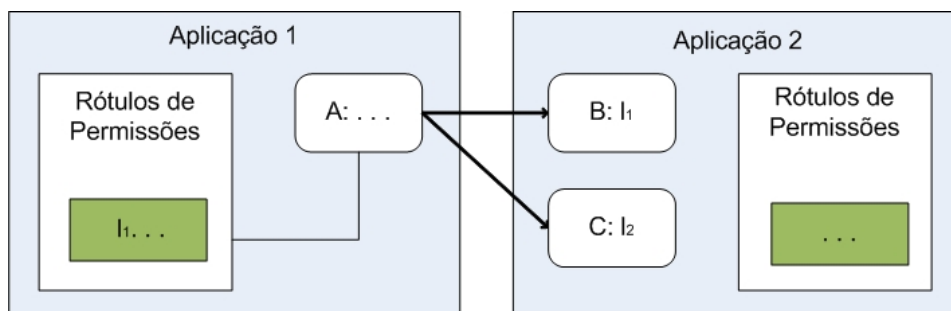 Aplicação 1
Rótulos de
Permissões
l1. . .
A: . . .
Aplicação 2
B: l1
C: l2
Rótulos de
Permissões
. . .